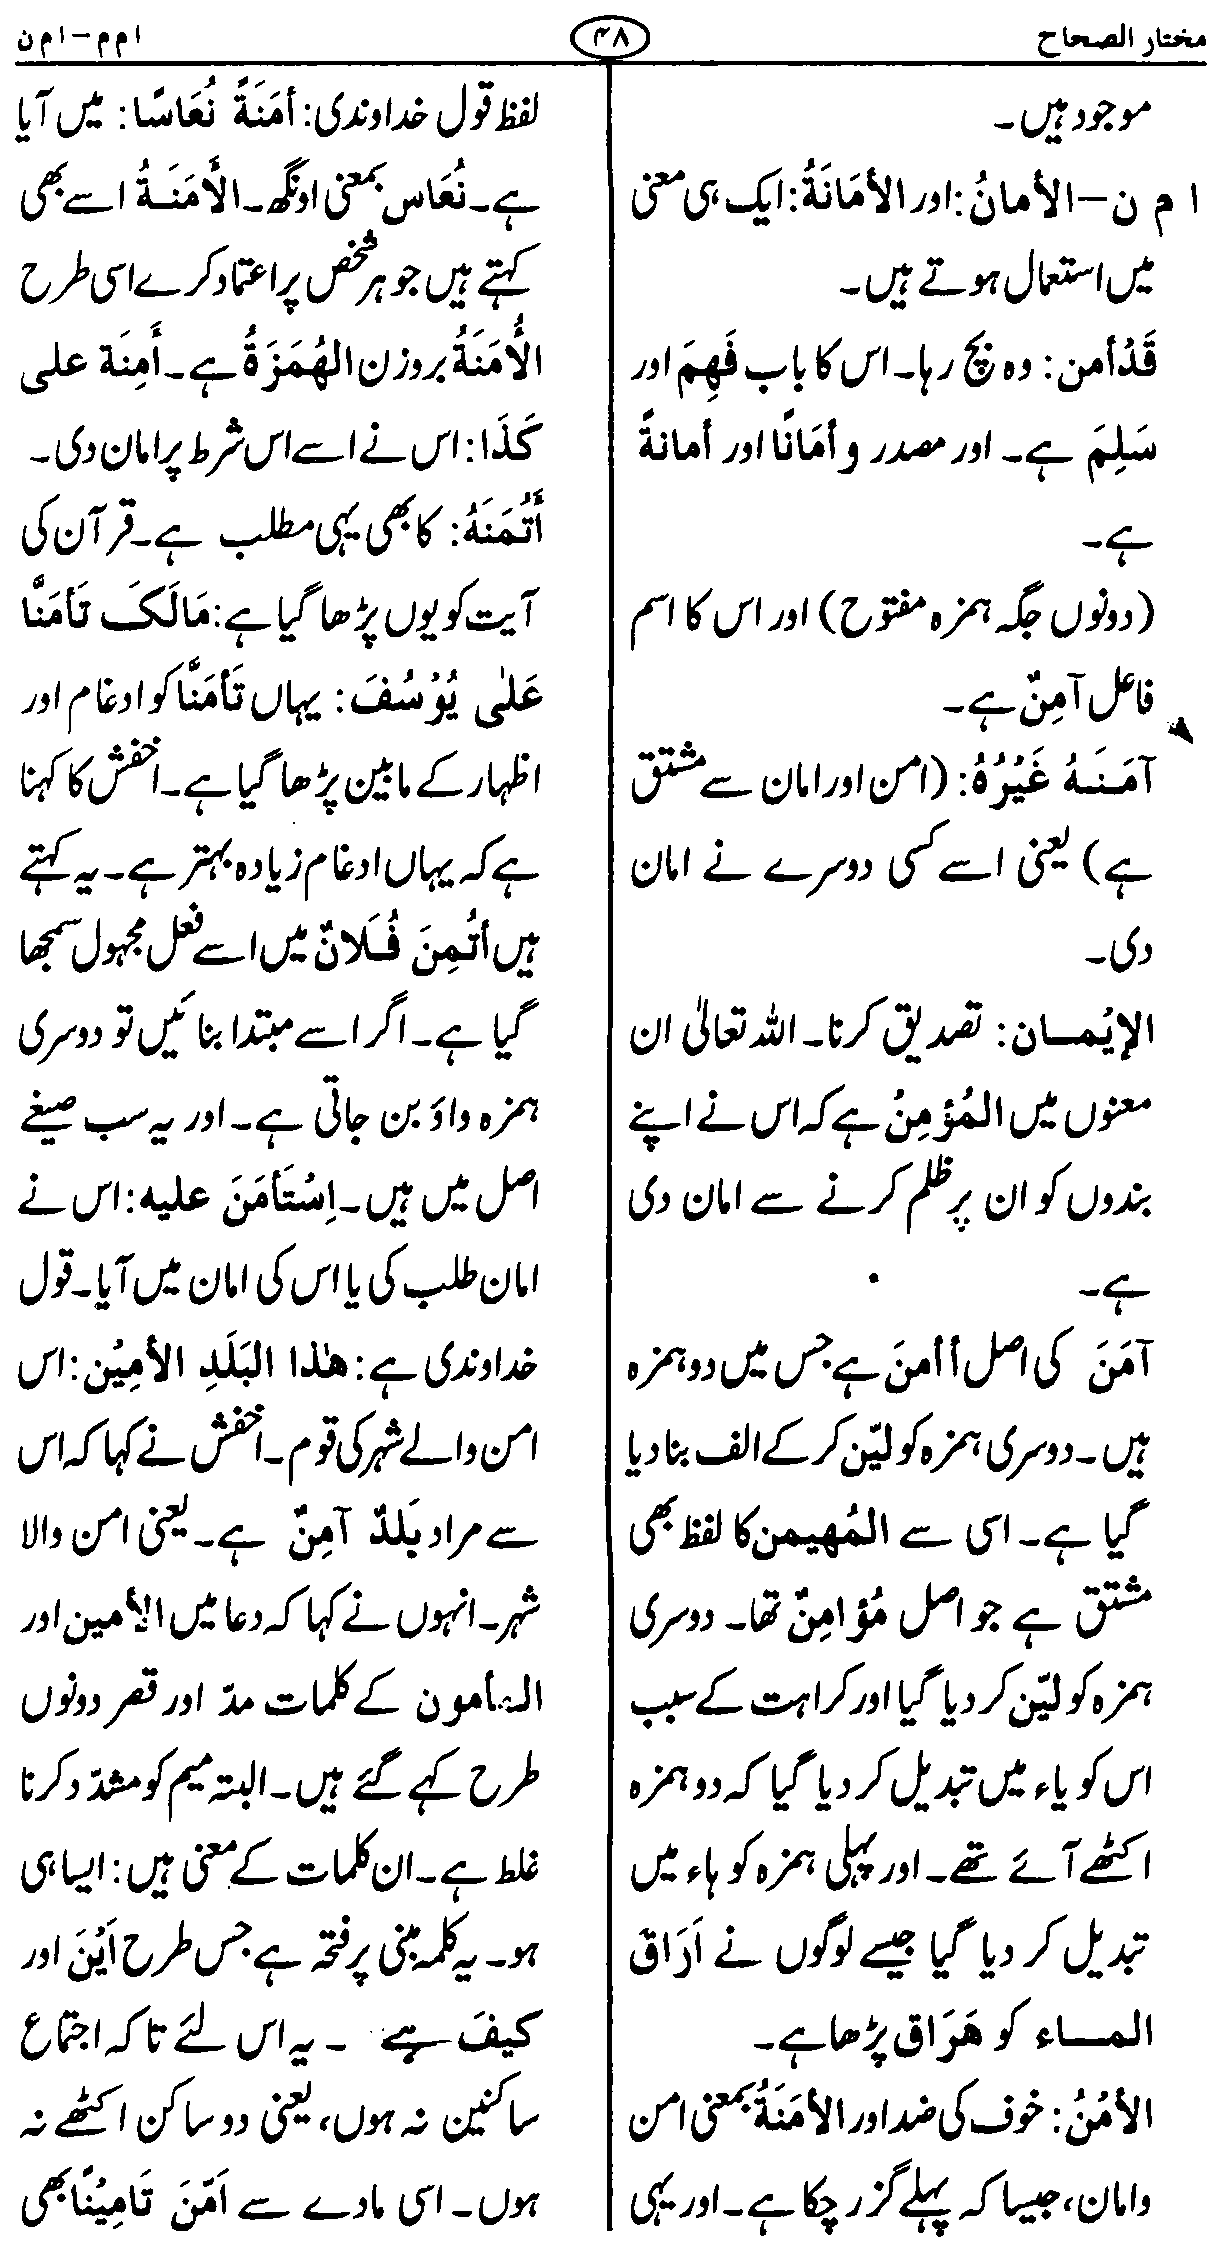 مختار الصحاح
۴۸
ا م م – ا م ن
موجود ہیں۔
ا م ن – الأمانُ: اور الأمَانَةُ: ایک ہی معنی
میں استعمال ہوتے ہیں۔
قَدْ أمن: وہ بچ رہا۔ اس کا باب فَهِمَ اور
سَلِمَ ہے۔ اور مصدر و أمَانًا اور أمانةً
ہے۔
(دونوں جگہ ہمزہ مفتوح) اور اس کا اسم
فاعل آمِنٌ ہے۔
آمَنَهُ غَيْرُهُ: (امن اور امان سے مشتق
ہے) یعنی اسے کسی دوسرے نے امان
دی۔
الإيْمان: تصدیق کرنا۔ اللہ تعالیٰ ان
معنوں میں المُؤمِنُ ہے کہ اس نے اپنے
بندوں کو ان پر ظلم کرنے سے امان دی
ہے۔
آمَنَ کی اصل أأمنَ ہے جس میں دو ہمزہ
ہیں۔ دوسری ہمزہ کو لیّن کر کے الف بنا دیا
گیا ہے۔ اسی سے المُهيمن کا لفظ بھی
مشتق ہے جو اصل مُؤامِنٌ تھا۔ دوسری
ہمزہ کو لیّن کر دیا گیا اور کراہت کے سبب
اس کو یاء میں تبدیل کر دیا گیا کہ دو ہمزہ
اکٹھے آئے تھے۔ اور پہلی ہمزہ کو ہاء میں
تبدیل کر دیا گیا جیسے لوگوں نے اَرَاق
الماء کو هَرَاق پڑھا ہے۔
الأمْنُ: خوف کی ضد اور الأمَنَةُ بمعنی امن
و امان، جیسا کہ پہلے گزر چکا ہے۔ اور یہی
لفظ قول خداوندی: أمَنَةً نُعَاسًا: میں آیا
ہے۔ نُعَاس بمعنی اونگھ۔ الأَمَنَةُ اسے بھی
کہتے ہیں جو ہر شخص پر اعتماد کرے اسی طرح
الأُمَنَةُ بروزن الهُمَزَةُ ہے۔ أَمِنَة علی
كَذَا: اس نے اسے اس شرط پر امان دی۔
أَتُمَنَهُ: کا بھی یہی مطلب ہے۔ قرآن کی
آیت کو یوں پڑھا گیا ہے: مَالَكَ تَأمَنَّا
عَلٰى يُوْسُفَ: یہاں تَأمَنَّا کو ادغام اور
اظہار کے مابین پڑھا گیا ہے۔ اخفش کا کہنا
ہے کہ یہاں ادغام زیادہ بہتر ہے۔ یہ کہتے
ہیں أتُمِنَ فُلَانٌ میں اسے فعل مجہول سمجھا
گیا ہے۔ اگر اسے مبتدا بنائیں تو دوسری
ہمزہ واؤ بن جاتی ہے۔ اور یہ سب صیغے
اصل میں ہیں۔ اِسْتَأمَنَ عليه: اس نے
امان طلب کی یا اس کی امان میں آیا۔ قول
خداوندی ہے: هٰذا البَلَدِ الأمِيْن: اس
امن والے شہر کی قوم۔ اخفش نے کہا کہ اس
سے مراد بَلَدٌ آمِنٌ ہے۔ یعنی امن والا
شہر۔ انہوں نے کہا کہ دعا میں الأمين اور
المأمون کے کلمات مدّ اور قصر دونوں
طرح کہے گئے ہیں۔ البتہ میم کو مشدّد کرنا
غلط ہے۔ ان کلمات کے معنی ہیں: ایسا ہی
ہو۔ یہ کلمہ مبنی پر فتحہ ہے جس طرح اَيْنَ اور
كيفَ ہے۔ یہ اس لئے تاکہ اجتماع
ساکنین نہ ہوں، یعنی دو ساکن اکٹھے نہ
ہوں۔ اسی مادے سے اَمّنَ تَامِيْنًا بھی